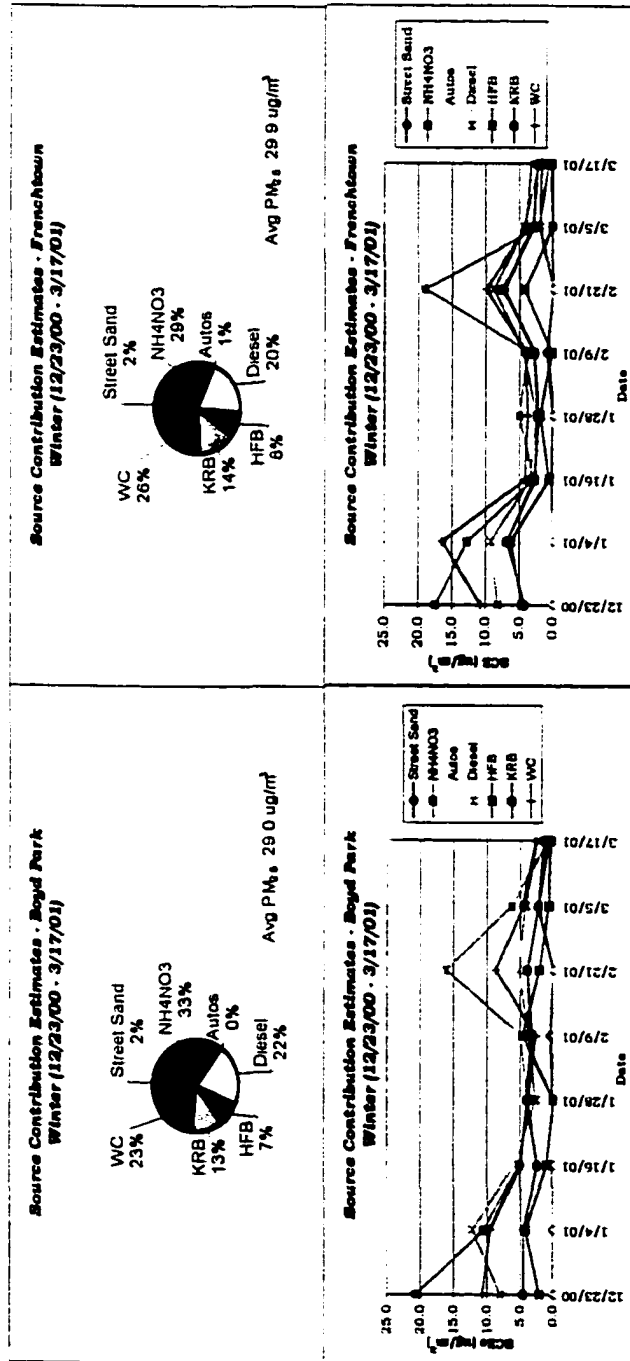 Source Contribution Estimates - Boyd Park
Winter (12/23/00 - 3/17/01)
Street Sand
2%
NH4NO3
33%
Autos
0%
Diesel
22%
HFB
7%
KRB
13%
WC
23%
Avg PM2.5 29 0 ug/m³
Source Contribution Estimates - Frenchtown
Winter (12/23/00 - 3/17/01)
Street Sand
2%
NH4NO3
29%
Autos
1%
Diesel
20%
HFB
8%
KRB
14%
WC
26%
Avg PM2.5 29 9 ug/m³
Source Contribution Estimates - Boyd Park
Winter (12/23/00 - 3/17/01)
25.0
20.0
15.0
10.0
5.0
0.0
SCEs (ug/m³)
12/23/00
1/4/01
1/16/01
1/28/01
2/9/01
2/21/01
3/5/01
3/17/01
Date
Street Sand
NH4NO3
Autos
Diesel
HFB
KRB
WC
Source Contribution Estimates - Frenchtown
Winter (12/23/00 - 3/17/01)
25.0
20.0
15.0
10.0
5.0
0.0
SCE (ug/m³)
12/23/00
1/4/01
1/16/01
1/28/01
2/9/01
2/21/01
3/5/01
3/17/01
Date
Street Sand
NH4NO3
Autos
Diesel
HFB
KRB
WC